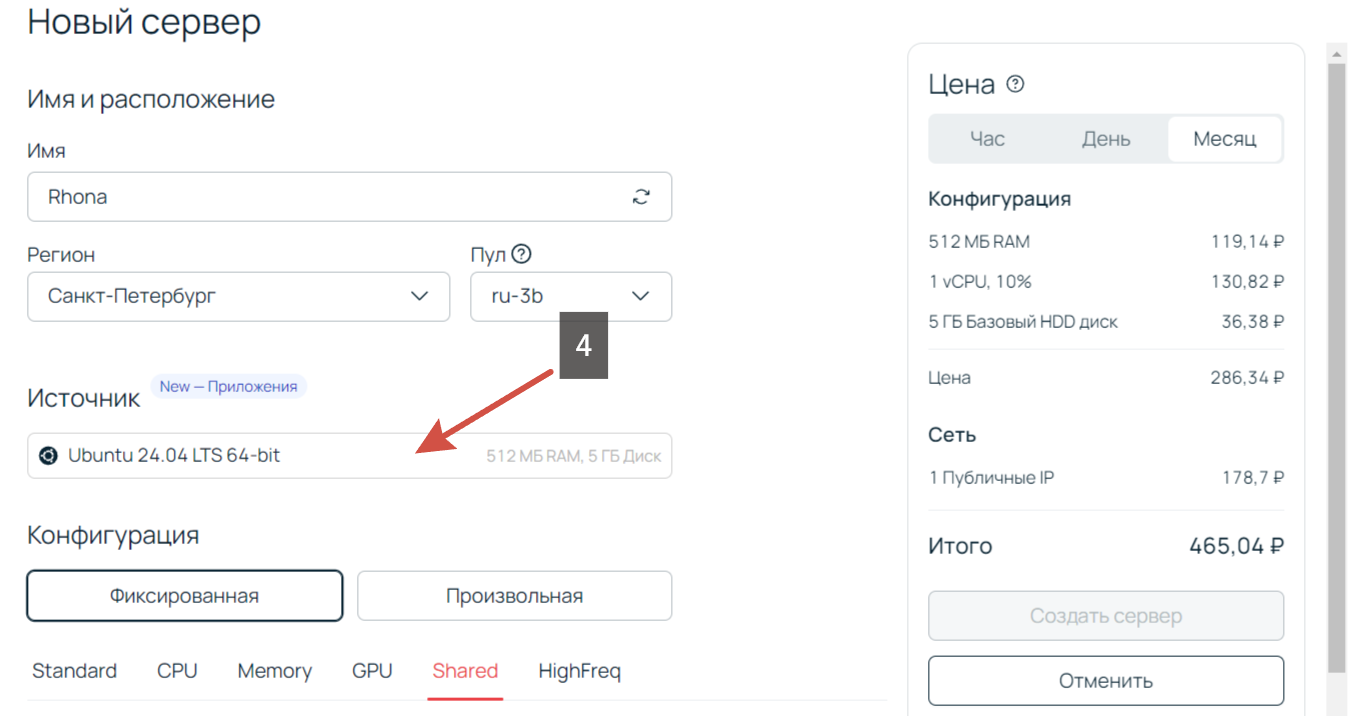 Новый сервер
Имя и расположение
Имя
Rhona
Регион
Пул
Санкт-Петербург
ru-3b
4
Источник
New — Приложения
Ubuntu 24.04 LTS 64-bit
512 МБ RAM, 5 ГБ Диск
Конфигурация
Фиксированная
Произвольная
Standard CPU Memory GPU Shared HighFreq
Цена
Час День Месяц
Конфигурация
512 МБ RAM 119,14 ₽
1 vCPU, 10% 130,82 ₽
5 ГБ Базовый HDD диск 36,38 ₽
Цена 286,34 ₽
Сеть
1 Публичные IP 178,7 ₽
Итого 465,04 ₽
Создать сервер
Отменить